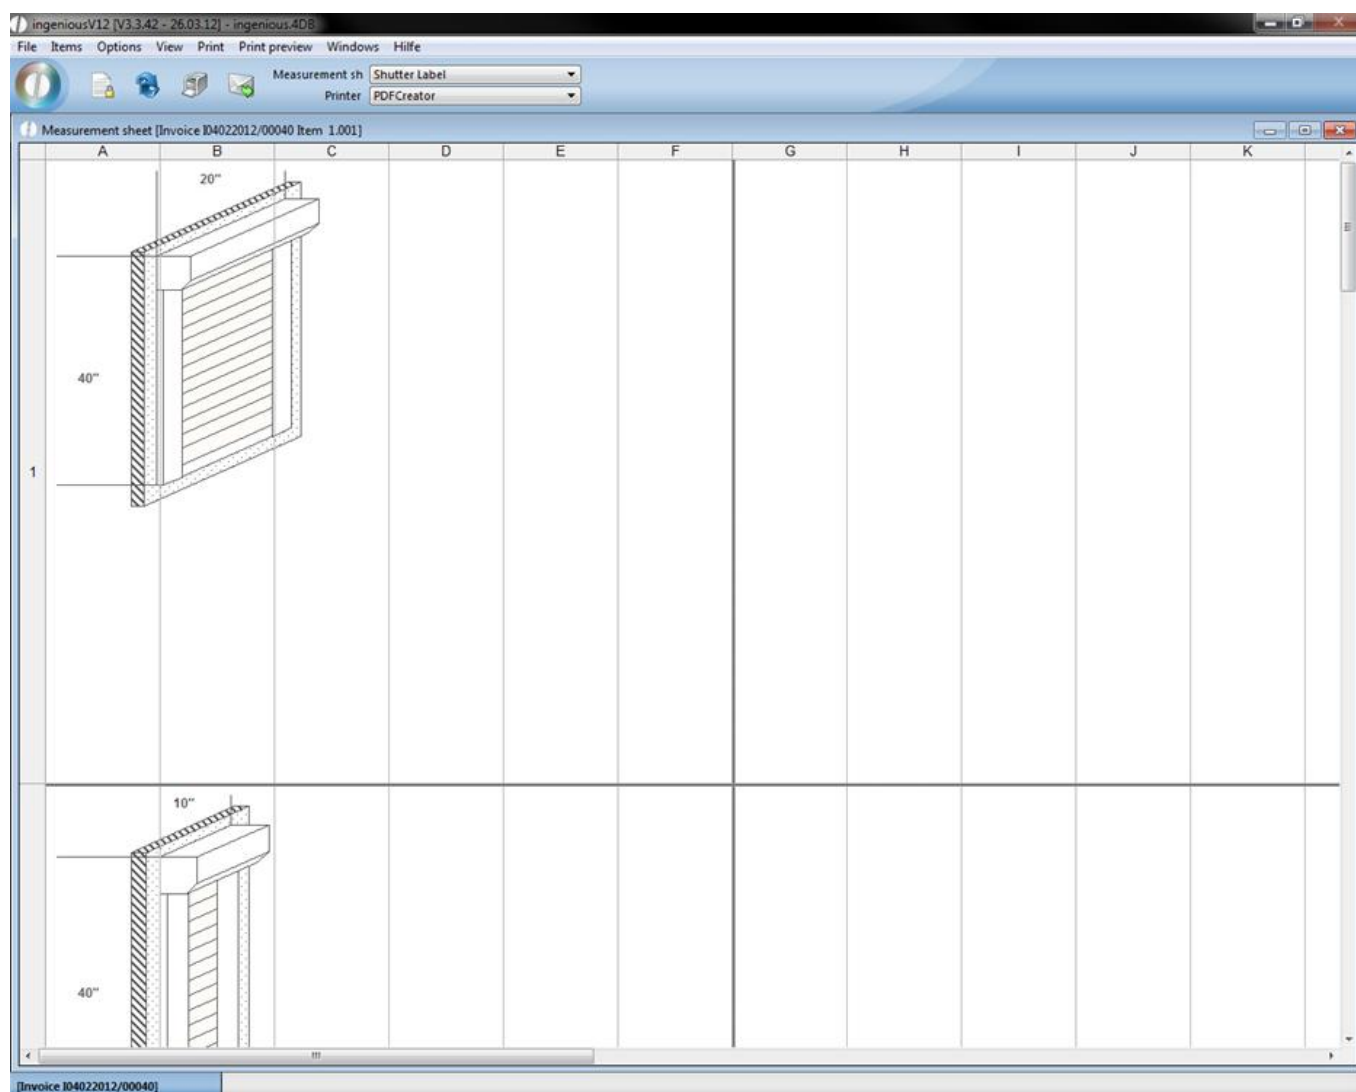 ingeniousV12 [V3.3.42 - 26.03.12] - ingenious.4DB
File Items Options View Print Print preview Windows Hilfe
Measurement sh Shutter Label
Printer PDFCreator
Measurement sheet [Invoice I04022012/00040 Item 1.001]
A B C D E F G H I J K
20"
40"
1
10"
40"
[Invoice I04022012/00040]